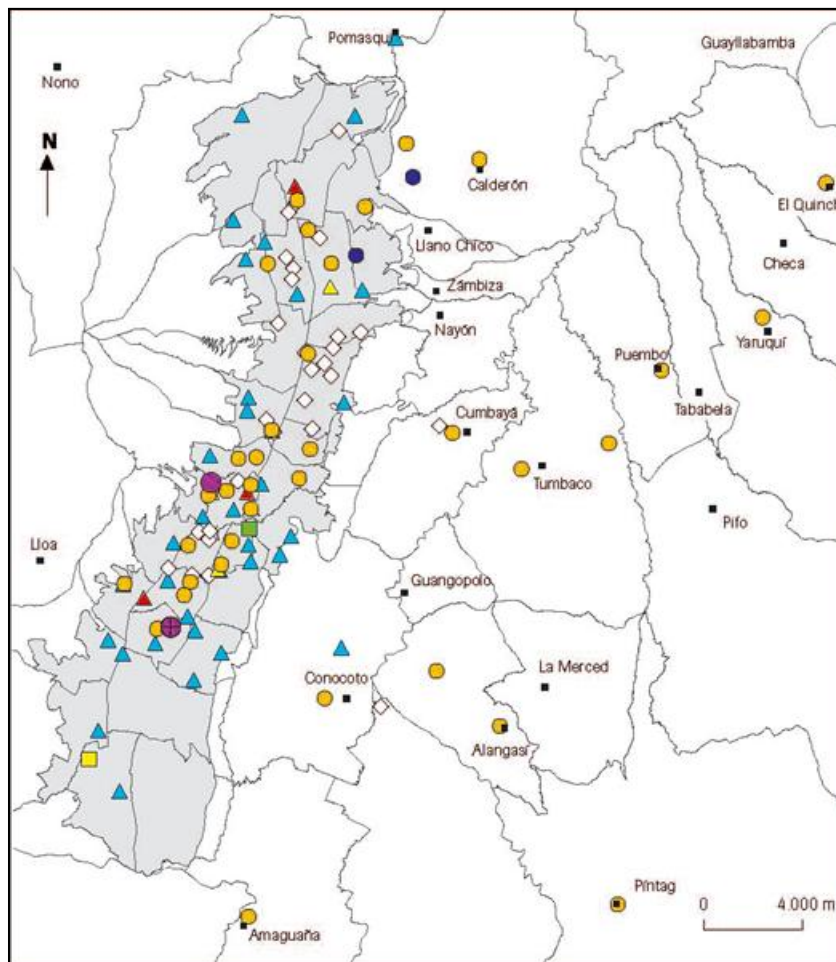 Pomasqui
Guayllabamba
Nono
N
Calderón
El Quinch
Llano Chico
Checa
Zámbiza
Nayón
Yaruquí
Puembo
Tababela
Cumbayá
Tumbaco
Pifo
Lloa
Guangopolo
La Merced
Conocoto
Alangasí
Píntag
0 4.000 m
Amaguaña